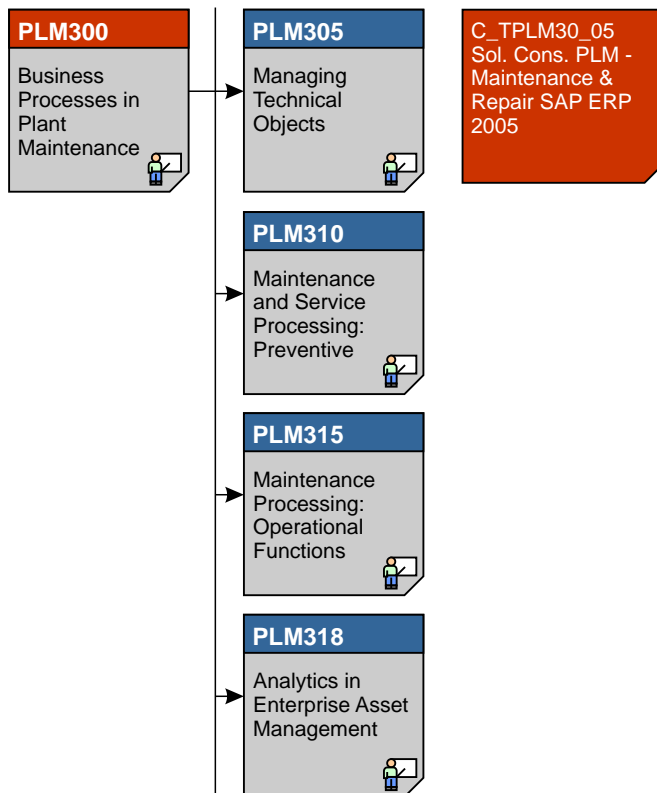 PLM300
Business
Processes in
Plant
Maintenance
PLM305
Managing
Technical
Objects
C_TPLM30_05
Sol. Cons. PLM -
Maintenance &
Repair SAP ERP
2005
PLM310
Maintenance
and Service
Processing:
Preventive
PLM315
Maintenance
Processing:
Operational
Functions
PLM318
Analytics in
Enterprise Asset
Management